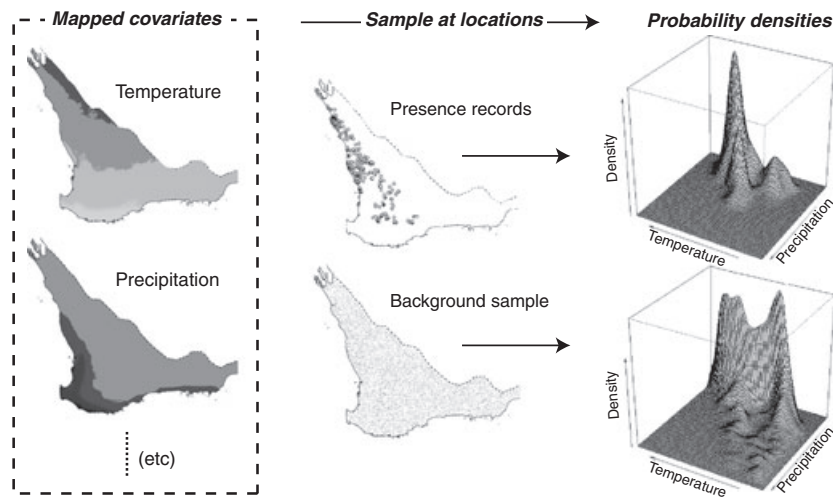 Mapped covariates
Sample at locations
Probability densities
Temperature
Presence records
Density
Temperature
Precipitation
Precipitation
Background sample
Density
Temperature
Precipitation
(etc)